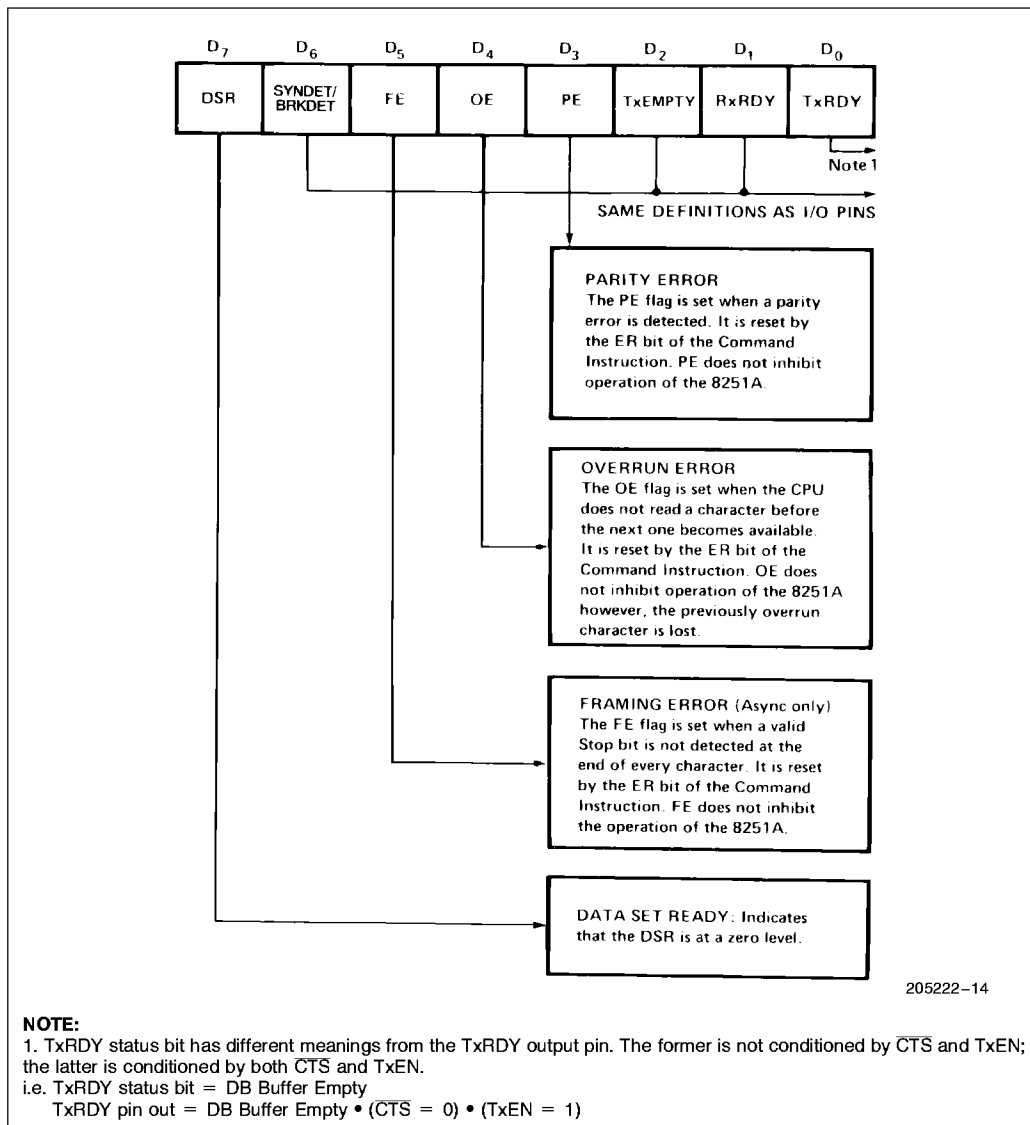 D7 D6 D5 D4 D3 D2 D1 D0
DSR SYNDET/BRKDET FE OE PE TxEMPTY RxRDY TxRDY
Note 1
SAME DEFINITIONS AS I/O PINS
PARITY ERROR
The PE flag is set when a parity
error is detected. It is reset by
the ER bit of the Command
Instruction. PE does not inhibit
operation of the 8251A.
OVERRUN ERROR
The OE flag is set when the CPU
does not read a character before
the next one becomes available.
It is reset by the ER bit of the
Command Instruction. OE does
not inhibit operation of the 8251A
however, the previously overrun
character is lost.
FRAMING ERROR (Async only)
The FE flag is set when a valid
Stop bit is not detected at the
end of every character. It is reset
by the ER bit of the Command
Instruction. FE does not inhibit
the operation of the 8251A.
DATA SET READY: Indicates
that the DSR is at a zero level.
205222–14
NOTE:
1. TxRDY status bit has different meanings from the TxRDY output pin. The former is not conditioned by C̅T̅S̅ and TxEN;
the latter is conditioned by both C̅T̅S̅ and TxEN.
i.e. TxRDY status bit = DB Buffer Empty
TxRDY pin out = DB Buffer Empty • (C̅T̅S̅ = 0) • (TxEN = 1)